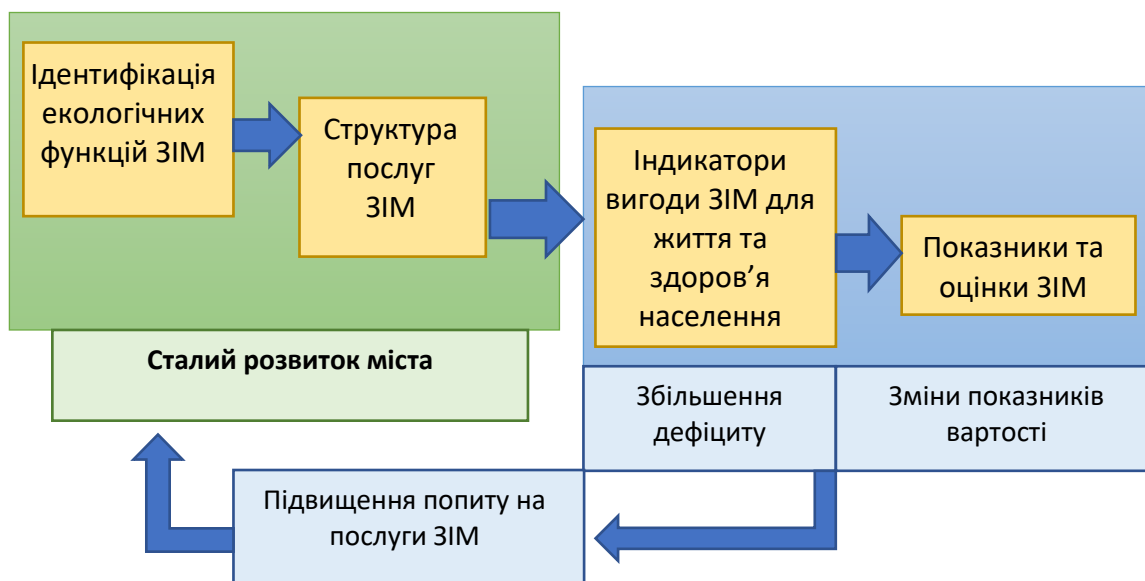 Ідентифікація
екологічних
функцій ЗІМ
Структура
послуг
ЗІМ
Індикатори
вигоди ЗІМ для
життя та
здоров’я
населення
Показники та
оцінки ЗІМ
Сталий розвиток міста
Збільшення
дефіциту
Зміни показників
вартості
Підвищення попиту на
послуги ЗІМ